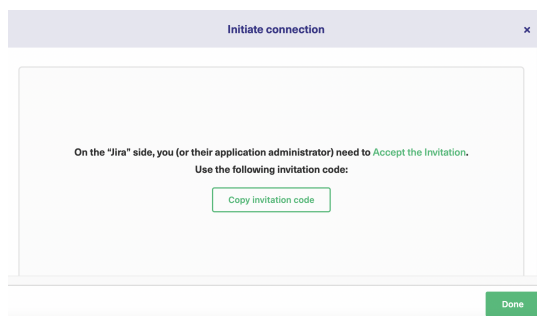 Initiate connection ×
On the “Jira” side, you (or their application administrator) need to Accept the Invitation.
Use the following invitation code:
Copy invitation code
Done